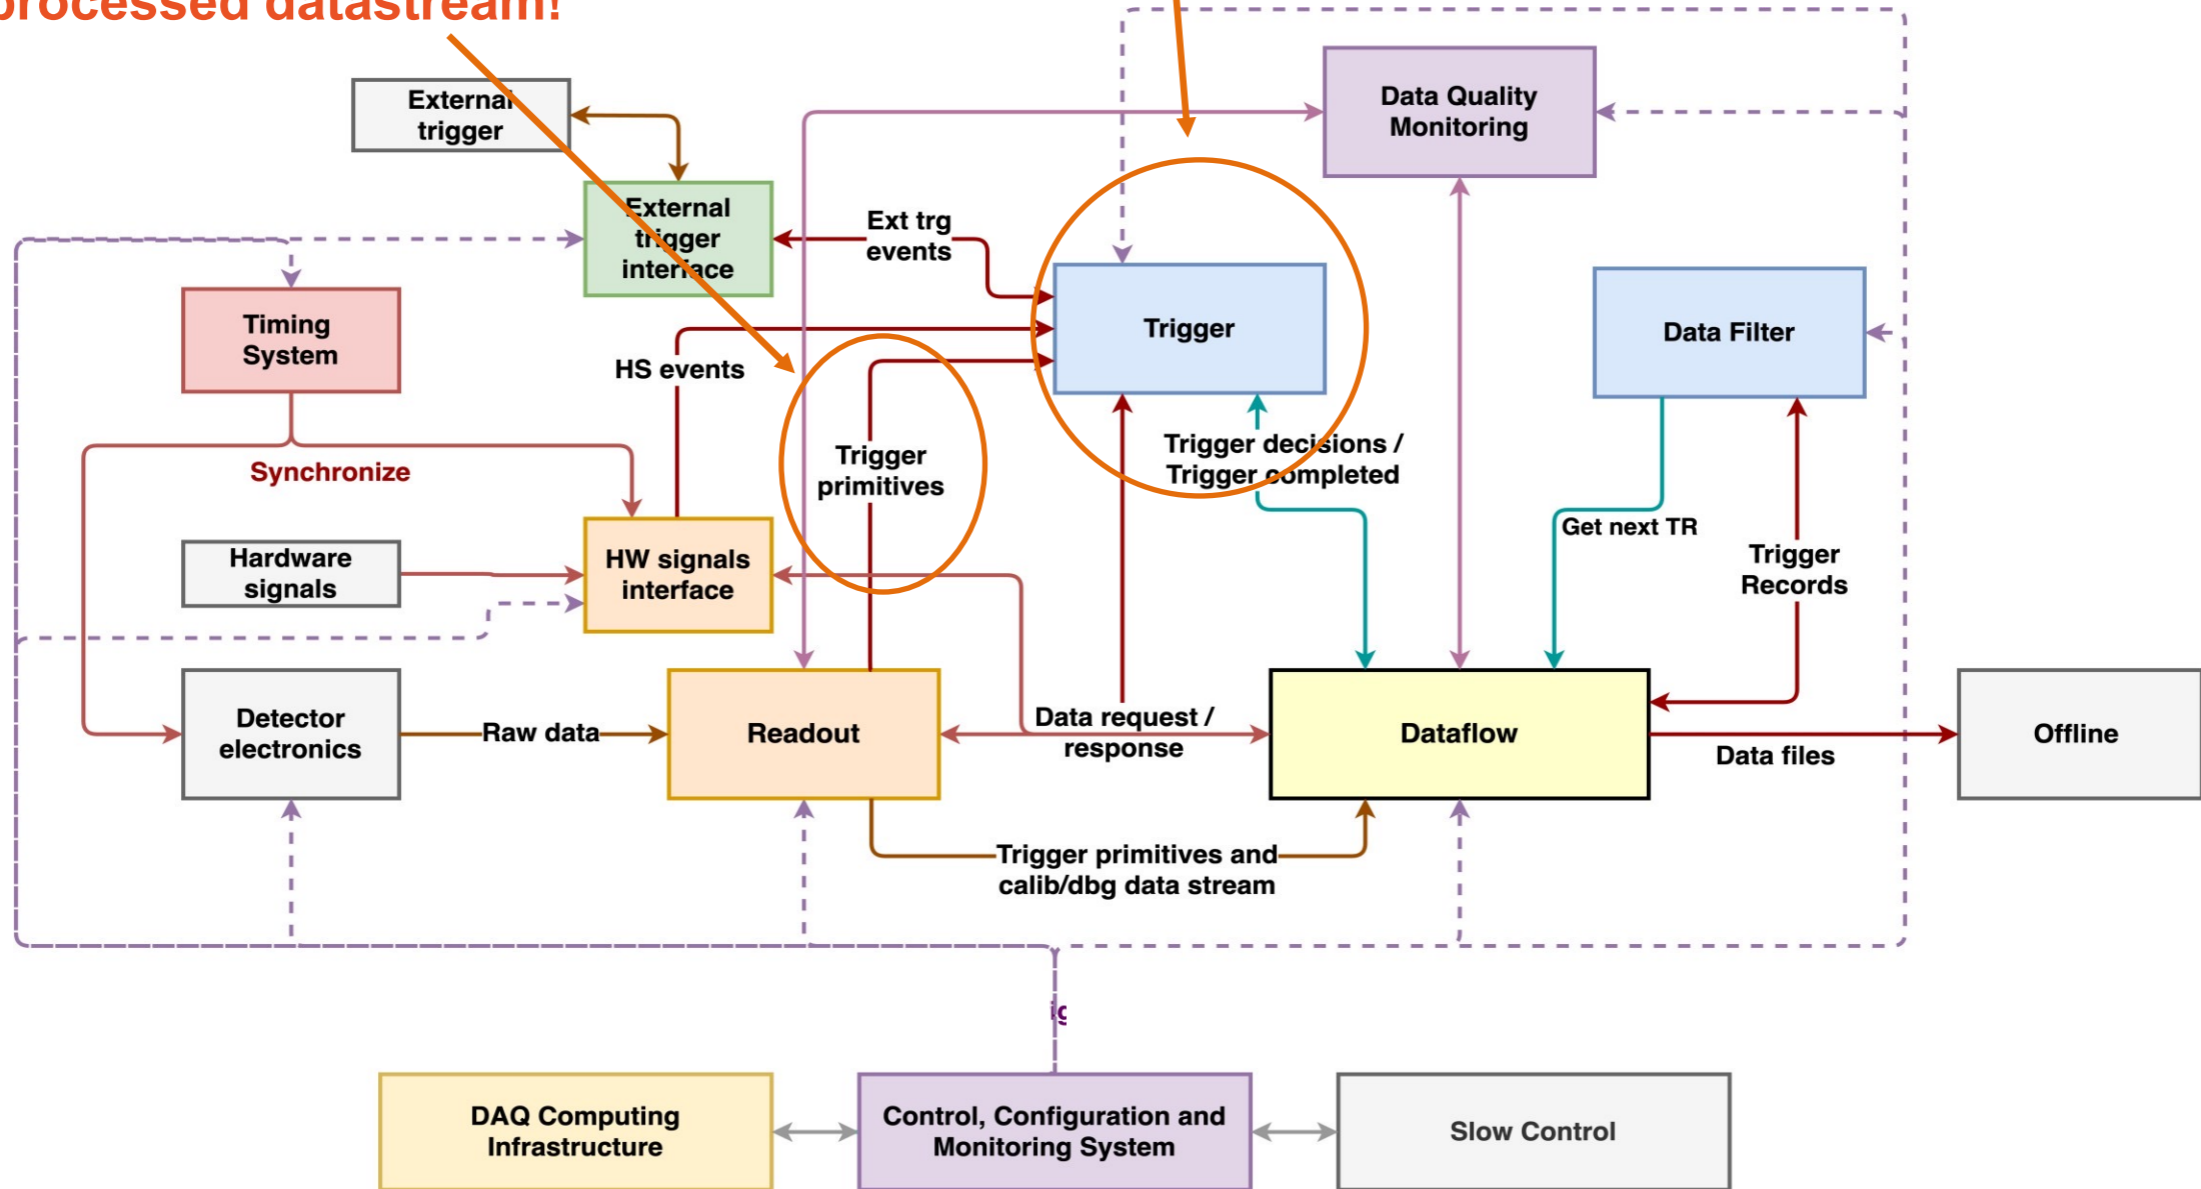 processed datastream!
External
trigger
Data Quality
Monitoring
External
trigger
interface
Ext trg
events
Timing
System
Trigger
Data Filter
HS events
Trigger
primitives
Trigger decisions /
Trigger completed
Synchronize
Get next TR
Hardware
signals
HW signals
interface
Trigger
Records
Detector
electronics
Raw data
Readout
Data request /
response
Dataflow
Data files
Offline
Trigger primitives and
calib/dbg data stream
DAQ Computing
Infrastructure
Control, Configuration and
Monitoring System
Slow Control